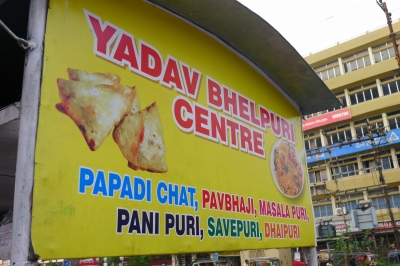 YADAV BHELPURI
CENTRE
PAPADI CHAT, PAVBHAJI, MASALA PURI,
PANI PURI, SAVEPURI, DHAIPURI